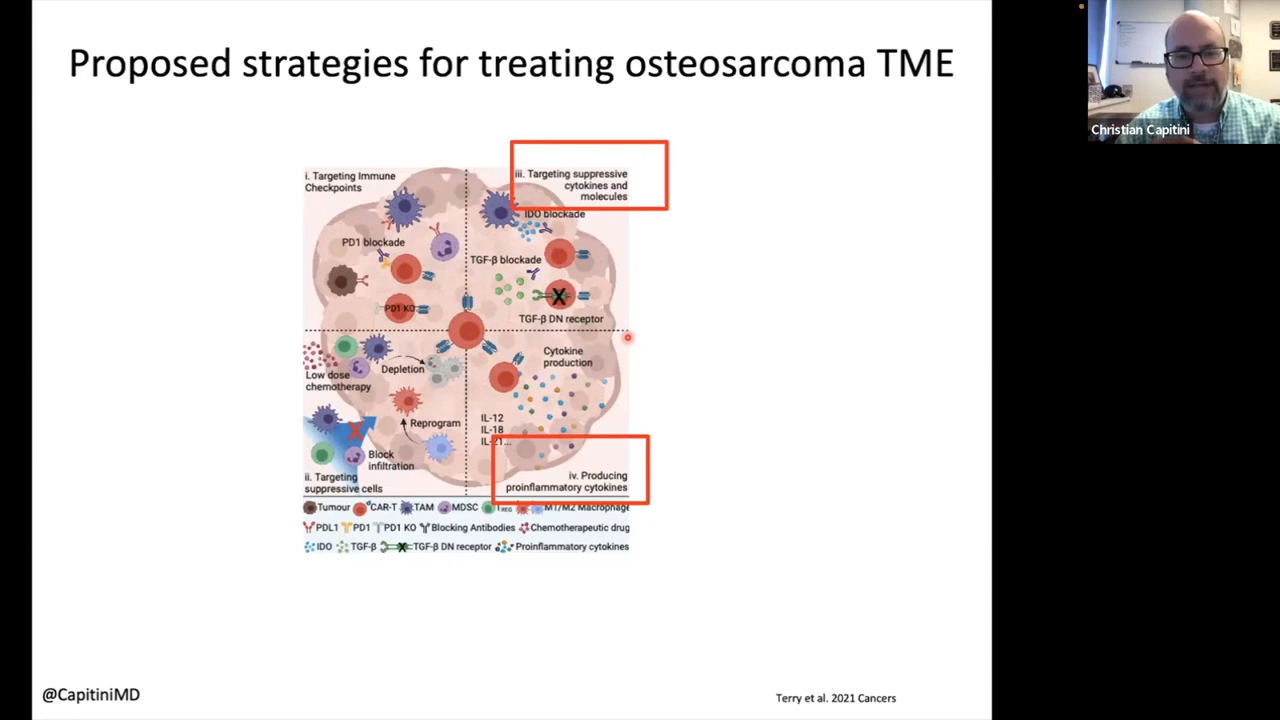 Proposed strategies for treating osteosarcoma TME
Christian Capitini
i. Targeting Immune
Checkpoints
iii. Targeting suppressive
cytokines and
molecules
IDO blockade
PD1 blockade
TGF-β blockade
PD1 KO
TGF-β DN receptor
Cytokine
production
Low dose
chemotherapy
Depletion
Reprogram
IL-12
IL-18
IL-21...
Block
infiltration
ii. Targeting
suppressive cells
iv. Producing
proinflammatory cytokines
Tumour CAR-T TAM MDSC TREG M1/M2 Macrophage
PDL1 PD1 PD1 KO Blocking Antibodies Chemotherapeutic drug
IDO TGF-β TGF-β DN receptor Proinflammatory cytokines
@CapitiniMD
Terry et al. 2021 Cancers